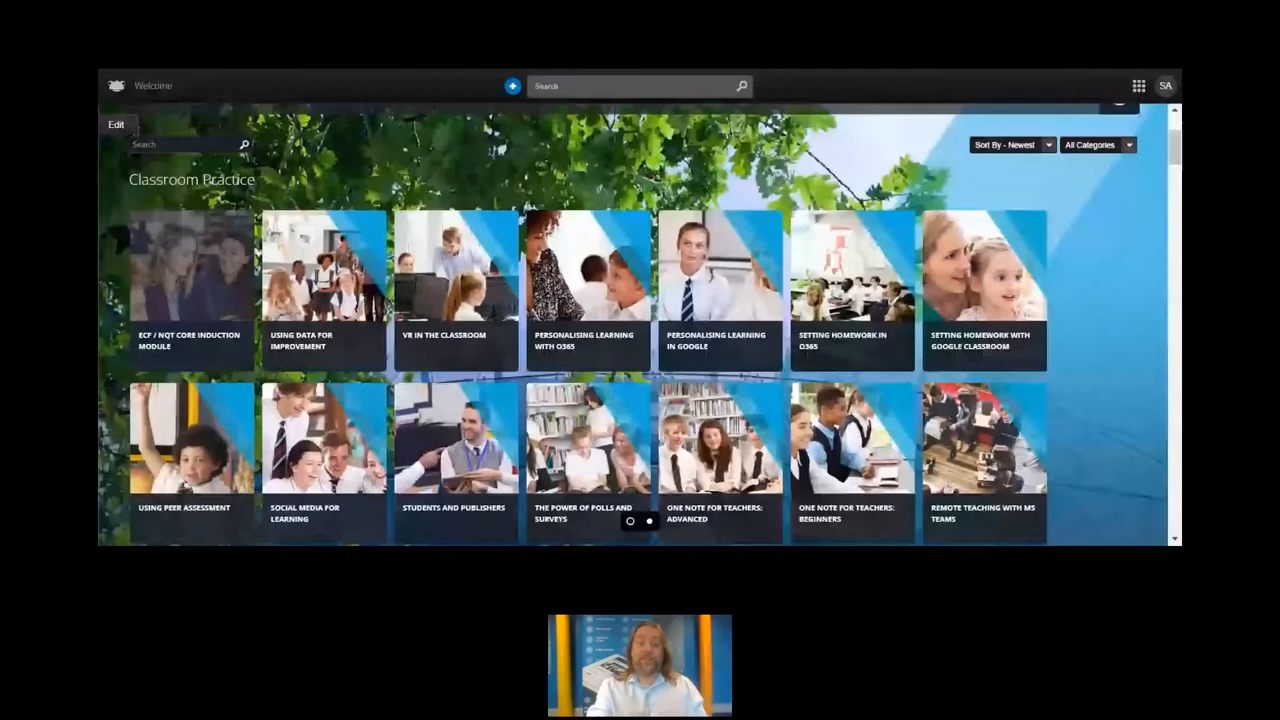 Welcome
Search
SA
Edit
Search
Sort By - Newest
All Categories
Classroom Practice
ECF / NQT CORE INDUCTION
MODULE
USING DATA FOR
IMPROVEMENT
VR IN THE CLASSROOM
PERSONALISING LEARNING
WITH O365
PERSONALISING LEARNING
IN GOOGLE
SETTING HOMEWORK IN
O365
SETTING HOMEWORK WITH
GOOGLE CLASSROOM
USING PEER ASSESSMENT
SOCIAL MEDIA FOR
LEARNING
STUDENTS AND PUBLISHERS
THE POWER OF POLLS AND
SURVEYS
ONE NOTE FOR TEACHERS:
ADVANCED
ONE NOTE FOR TEACHERS:
BEGINNERS
REMOTE TEACHING WITH MS
TEAMS